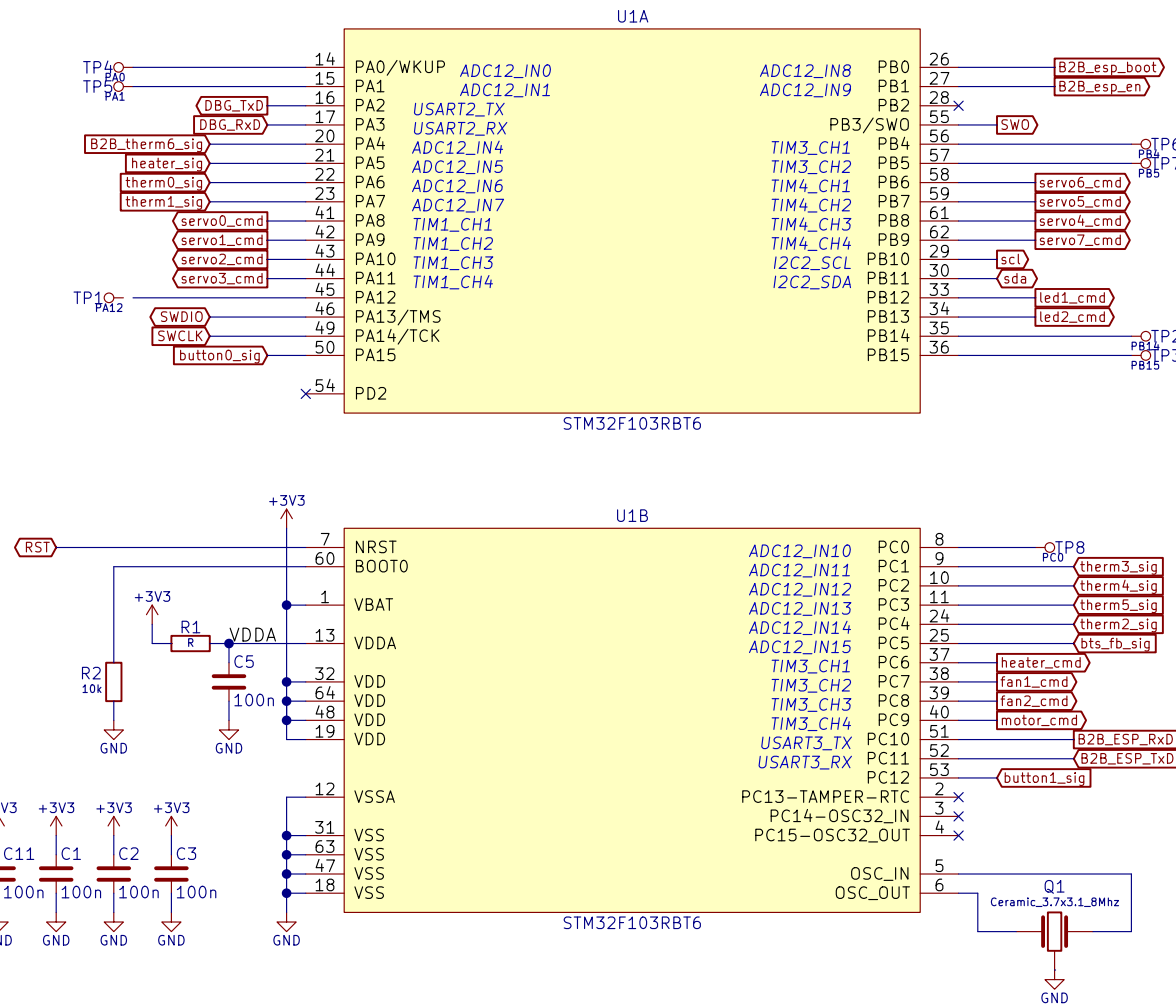 U1A
TP4 PA0 14 PA0/WKUP ADC12_IN0
TP5 PA1 15 PA1 ADC12_IN1
DBG_TxD 16 PA2 USART2_TX
DBG_RxD 17 PA3 USART2_RX
B2B_therm6_sig 20 PA4 ADC12_IN4
heater_sig 21 PA5 ADC12_IN5
therm0_sig 22 PA6 ADC12_IN6
therm1_sig 23 PA7 ADC12_IN7
servo0_cmd 41 PA8 TIM1_CH1
servo1_cmd 42 PA9 TIM1_CH2
servo2_cmd 43 PA10 TIM1_CH3
servo3_cmd 44 PA11 TIM1_CH4
TP1 PA12 45 PA12
SWDIO 46 PA13/TMS
SWCLK 49 PA14/TCK
button0_sig 50 PA15
54 PD2
ADC12_IN8 PB0 26 B2B_esp_boot
ADC12_IN9 PB1 27 B2B_esp_en
PB2 28
PB3/SWO 55 SWO
TIM3_CH1 PB4 56 PB4 TP6
TIM3_CH2 PB5 57 PB5 TP7
TIM4_CH1 PB6 58 servo6_cmd
TIM4_CH2 PB7 59 servo5_cmd
TIM4_CH3 PB8 61 servo4_cmd
TIM4_CH4 PB9 62 servo7_cmd
I2C2_SCL PB10 29 scl
I2C2_SDA PB11 30 sda
PB12 33 led1_cmd
PB13 34 led2_cmd
PB14 35 PB14 TP2
PB15 36 PB15 TP3
STM32F103RBT6
U1B
+3V3
RST 7 NRST
60 BOOT0
1 VBAT
+3V3
R1
R
VDDA 13 VDDA
C5
100n
GND
R2
10k
GND
32 VDD
64 VDD
48 VDD
19 VDD
12 VSSA
31 VSS
63 VSS
47 VSS
18 VSS
GND
PC0 8 TP8 PC0
ADC12_IN10 PC1 9 therm3_sig
ADC12_IN11 PC2 10 therm4_sig
ADC12_IN12 PC3 11 therm5_sig
ADC12_IN13 PC4 24 therm2_sig
ADC12_IN14 PC5 25 bts_fb_sig
ADC12_IN15 PC6 37 heater_cmd
TIM3_CH1 PC7 38 fan1_cmd
TIM3_CH2 PC8 39 fan2_cmd
TIM3_CH3 PC9 40 motor_cmd
TIM3_CH4 PC10 51 B2B_ESP_RxD
USART3_TX PC11 52 B2B_ESP_TxD
USART3_RX PC12 53 button1_sig
PC13-TAMPER-RTC 2
PC14-OSC32_IN 3
PC15-OSC32_OUT 4
OSC_IN 5
OSC_OUT 6
STM32F103RBT6
Q1
Ceramic_3.7x3.1_8Mhz
GND
V3 +3V3 +3V3 +3V3
C11 C1 C2 C3
100n 100n 100n 100n
ND GND GND GND